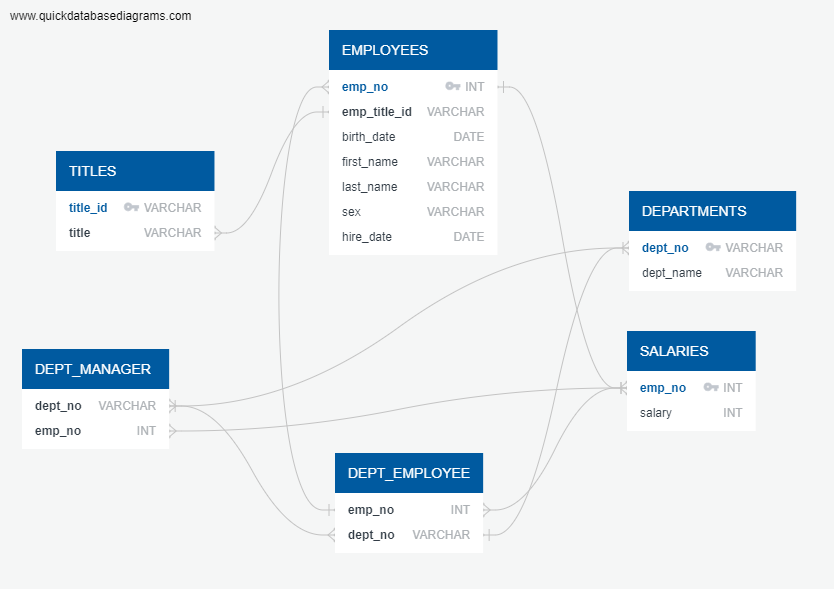 www.quickdatabasediagrams.com
EMPLOYEES
emp_no INT
emp_title_id VARCHAR
birth_date DATE
first_name VARCHAR
last_name VARCHAR
sex VARCHAR
hire_date DATE
TITLES
title_id VARCHAR
title VARCHAR
DEPARTMENTS
dept_no VARCHAR
dept_name VARCHAR
SALARIES
emp_no INT
salary INT
DEPT_MANAGER
dept_no VARCHAR
emp_no INT
DEPT_EMPLOYEE
emp_no INT
dept_no VARCHAR